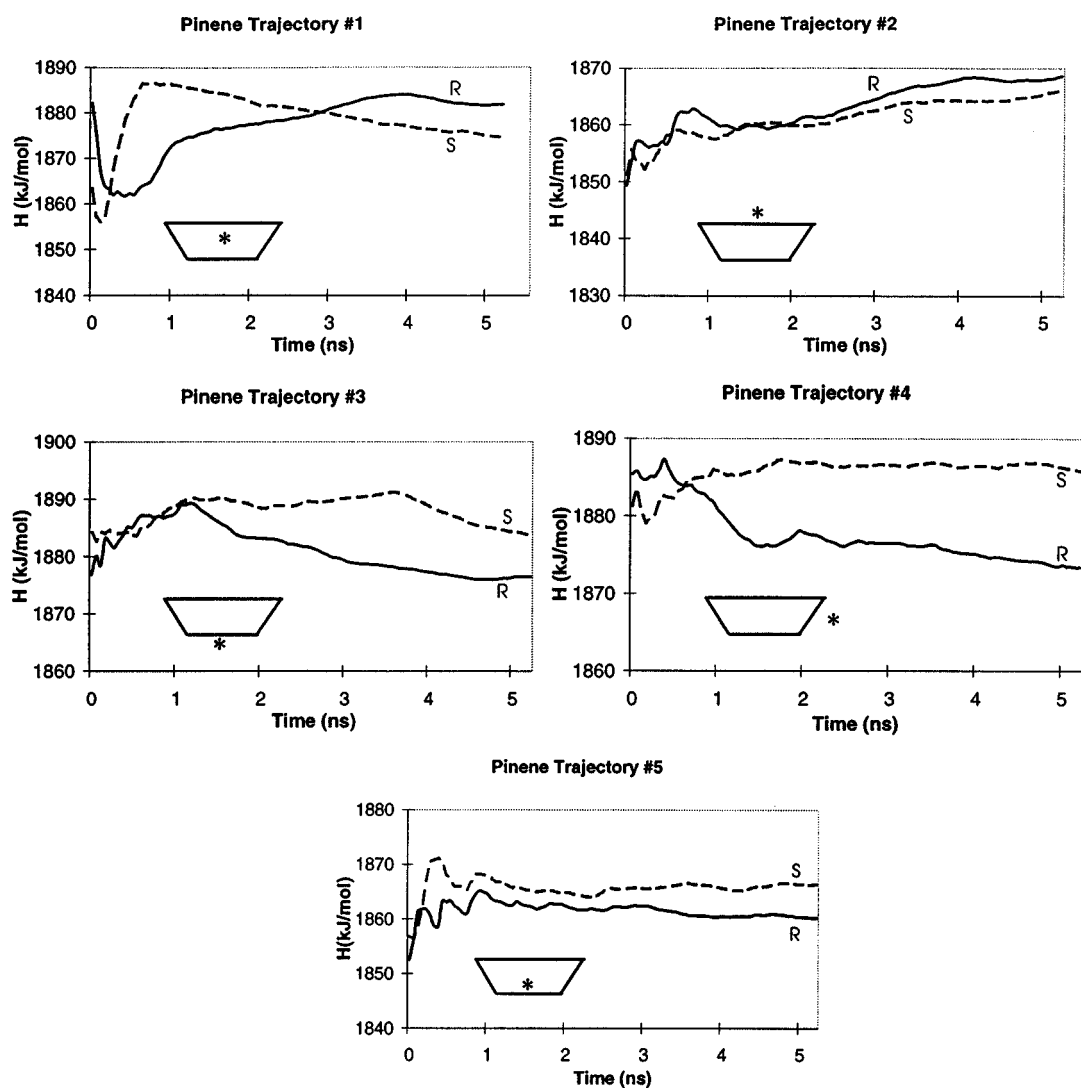 Pinene Trajectory #1
1890
1880
1870
1860
1850
1840
H (kJ/mol)
R
S
*
0 1 2 3 4 5
Time (ns)
Pinene Trajectory #2
1870
1860
1850
1840
1830
H (kJ/mol)
R
S
*
0 1 2 3 4 5
Time (ns)
Pinene Trajectory #3
1900
1890
1880
1870
1860
H (kJ/mol)
S
R
*
0 1 2 3 4 5
Time (ns)
Pinene Trajectory #4
1890
1880
1870
1860
H (kJ/mol)
S
R
*
0 1 2 3 4 5
Time (ns)
Pinene Trajectory #5
1880
1870
1860
1850
1840
H(kJ/mol)
S
R
*
0 1 2 3 4 5
Time (ns)